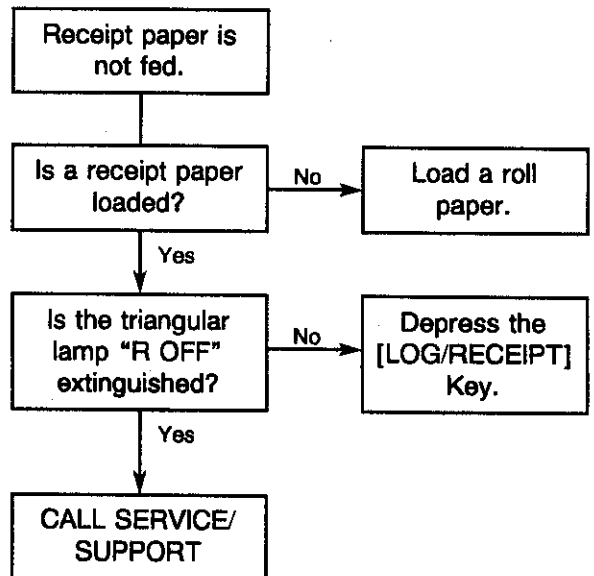 Receipt paper is
not fed.
Is a receipt paper
loaded?
No
Load a roll
paper.
Yes
Is the triangular
lamp “R OFF”
extinguished?
No
Depress the
[LOG/RECEIPT]
Key.
Yes
CALL SERVICE/
SUPPORT